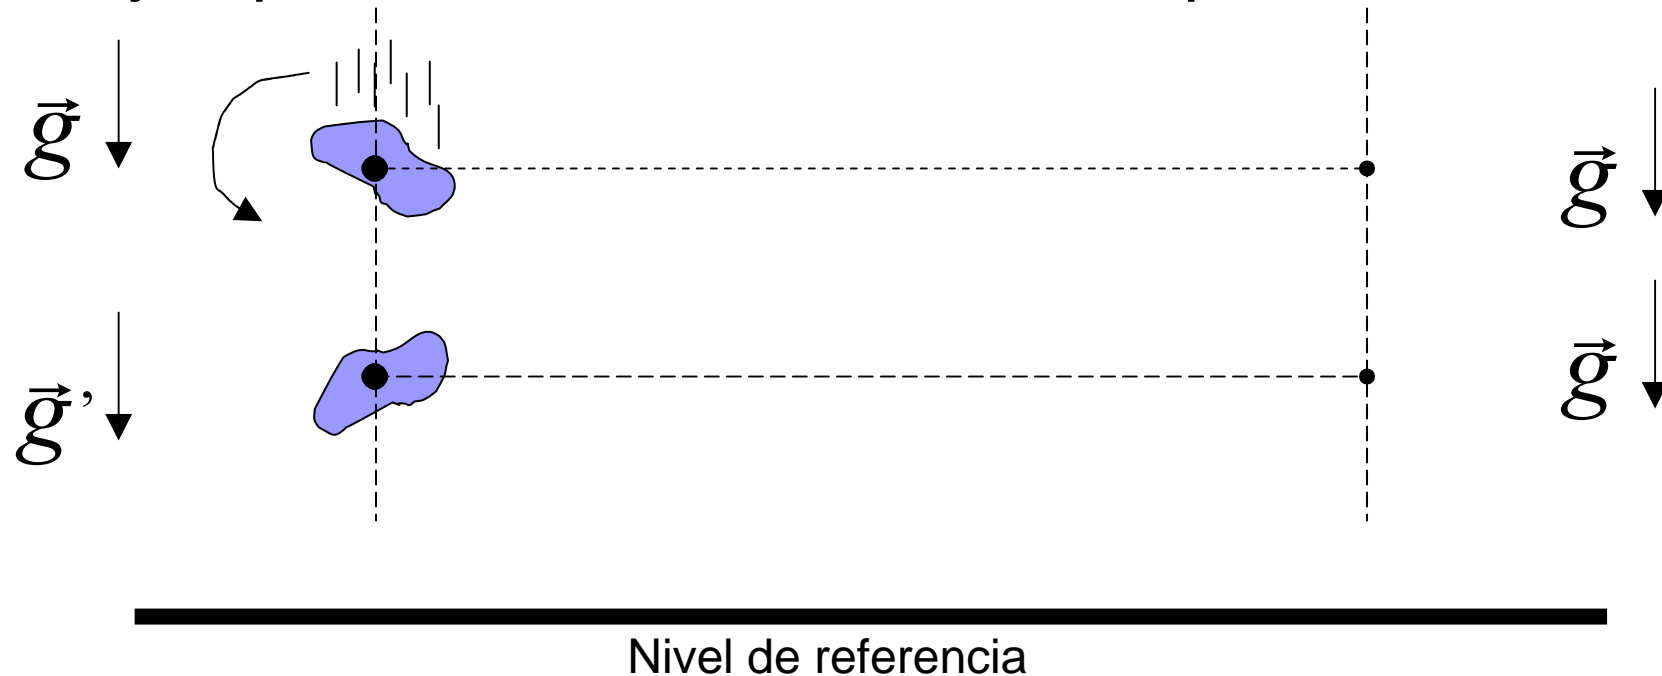 g⃗
g⃗
g⃗
g⃗ ’
Nivel de referencia